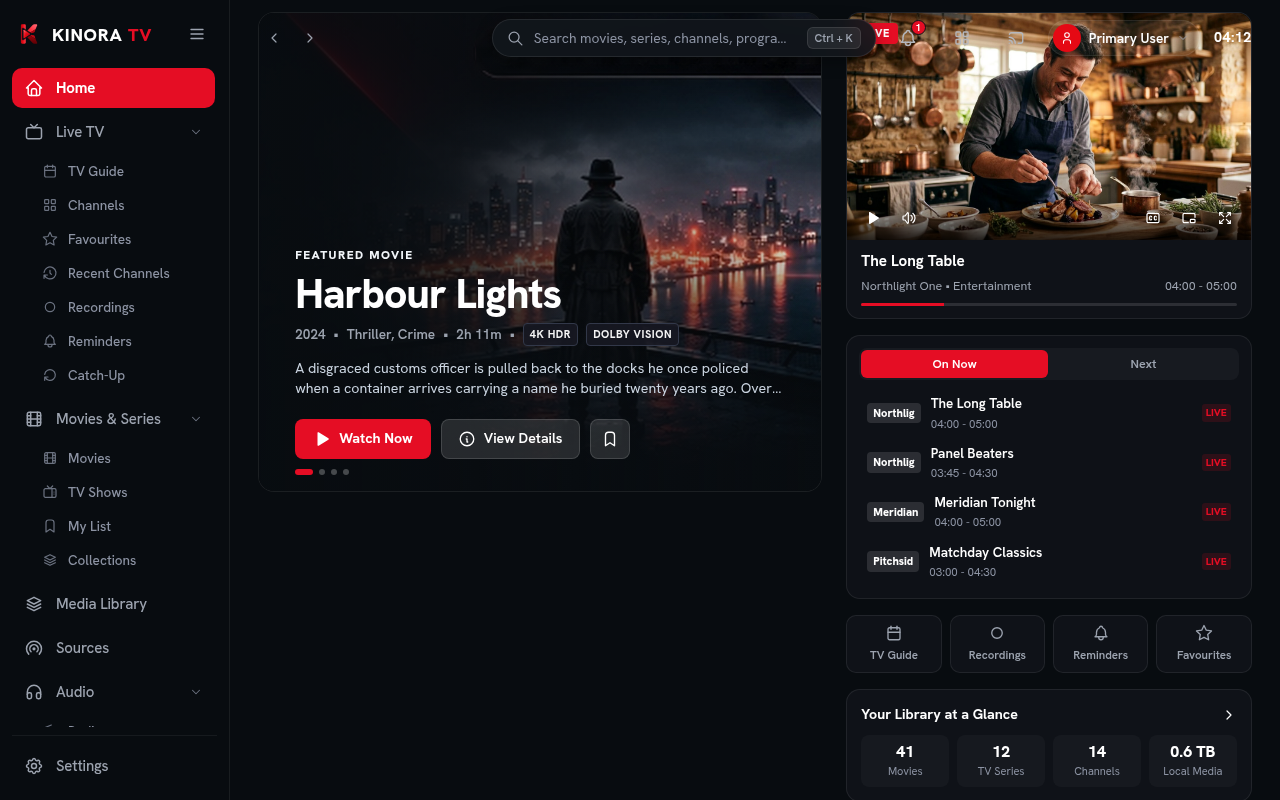 KINORA TV
Home
Live TV
TV Guide
Channels
Favourites
Recent Channels
Recordings
Reminders
Catch-Up
Movies & Series
Movies
TV Shows
My List
Collections
Media Library
Sources
Audio
Settings
Search movies, series, channels, progra...
Ctrl + K
VE
1
Primary User
04:12
FEATURED MOVIE
Harbour Lights
2024 • Thriller, Crime • 2h 11m • 4K HDR DOLBY VISION
A disgraced customs officer is pulled back to the docks he once policed
when a container arrives carrying a name he buried twenty years ago. Over...
Watch Now
View Details
CC
The Long Table
Northlight One • Entertainment
04:00 - 05:00
On Now
Next
Northlig
The Long Table
04:00 - 05:00
LIVE
Northlig
Panel Beaters
03:45 - 04:30
LIVE
Meridian
Meridian Tonight
04:00 - 05:00
LIVE
Pitchsid
Matchday Classics
03:00 - 04:30
LIVE
TV Guide
Recordings
Reminders
Favourites
Your Library at a Glance
41
Movies
12
TV Series
14
Channels
0.6 TB
Local Media